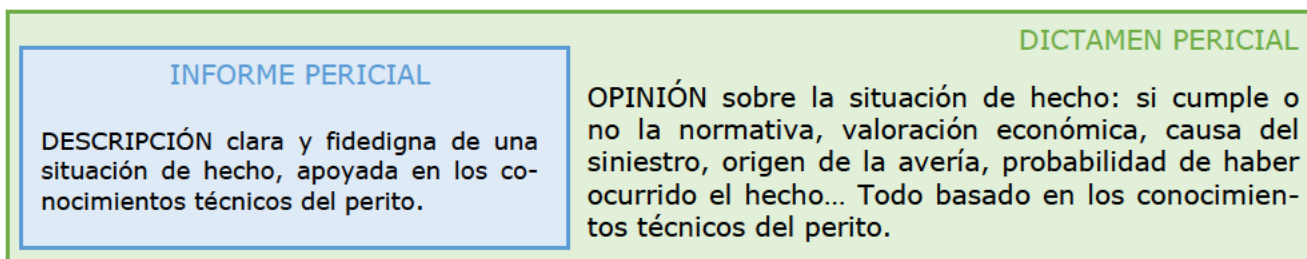 INFORME PERICIAL
DESCRIPCIÓN clara y fidedigna de una
situación de hecho, apoyada en los co-
nocimientos técnicos del perito.
DICTAMEN PERICIAL
OPINIÓN sobre la situación de hecho: si cumple o
no la normativa, valoración económica, causa del
siniestro, origen de la avería, probabilidad de haber
ocurrido el hecho... Todo basado en los conocimien-
tos técnicos del perito.